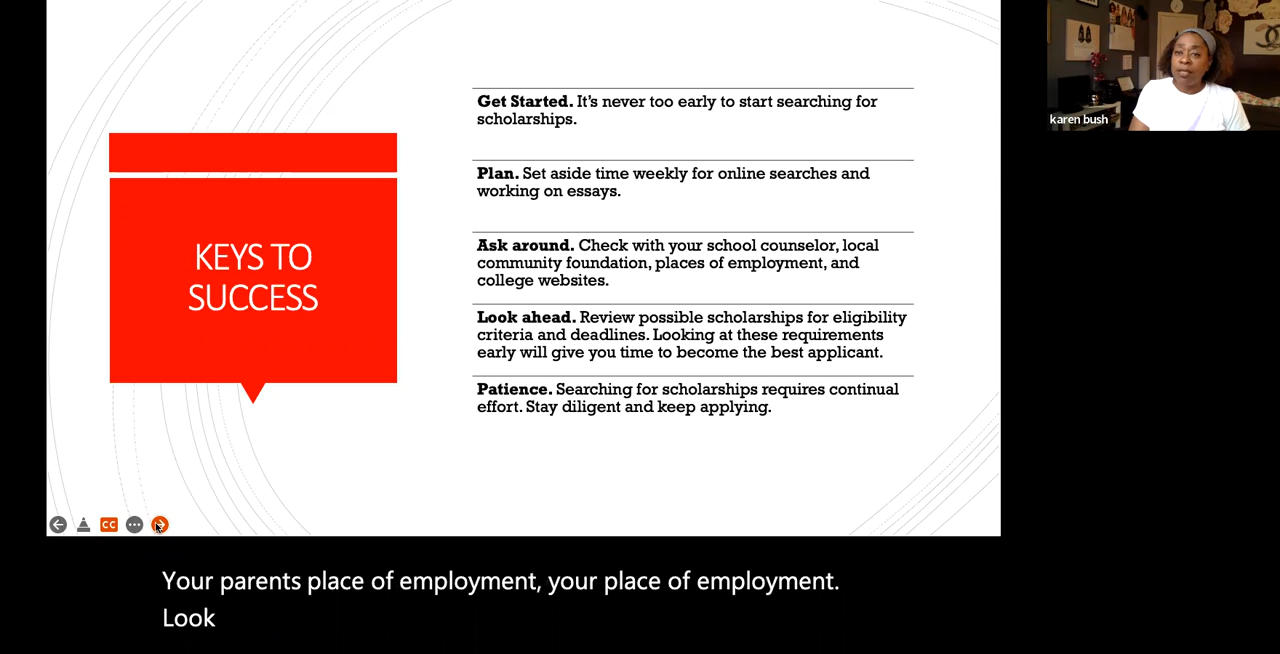 KEYS TO
SUCCESS
Get Started. It's never too early to start searching for
scholarships.
Plan. Set aside time weekly for online searches and
working on essays.
Ask around. Check with your school counselor, local
community foundation, places of employment, and
college websites.
Look ahead. Review possible scholarships for eligibility
criteria and deadlines. Looking at these requirements
early will give you time to become the best applicant.
Patience. Searching for scholarships requires continual
effort. Stay diligent and keep applying.
karen bush
CC
Your parents place of employment, your place of employment.
Look